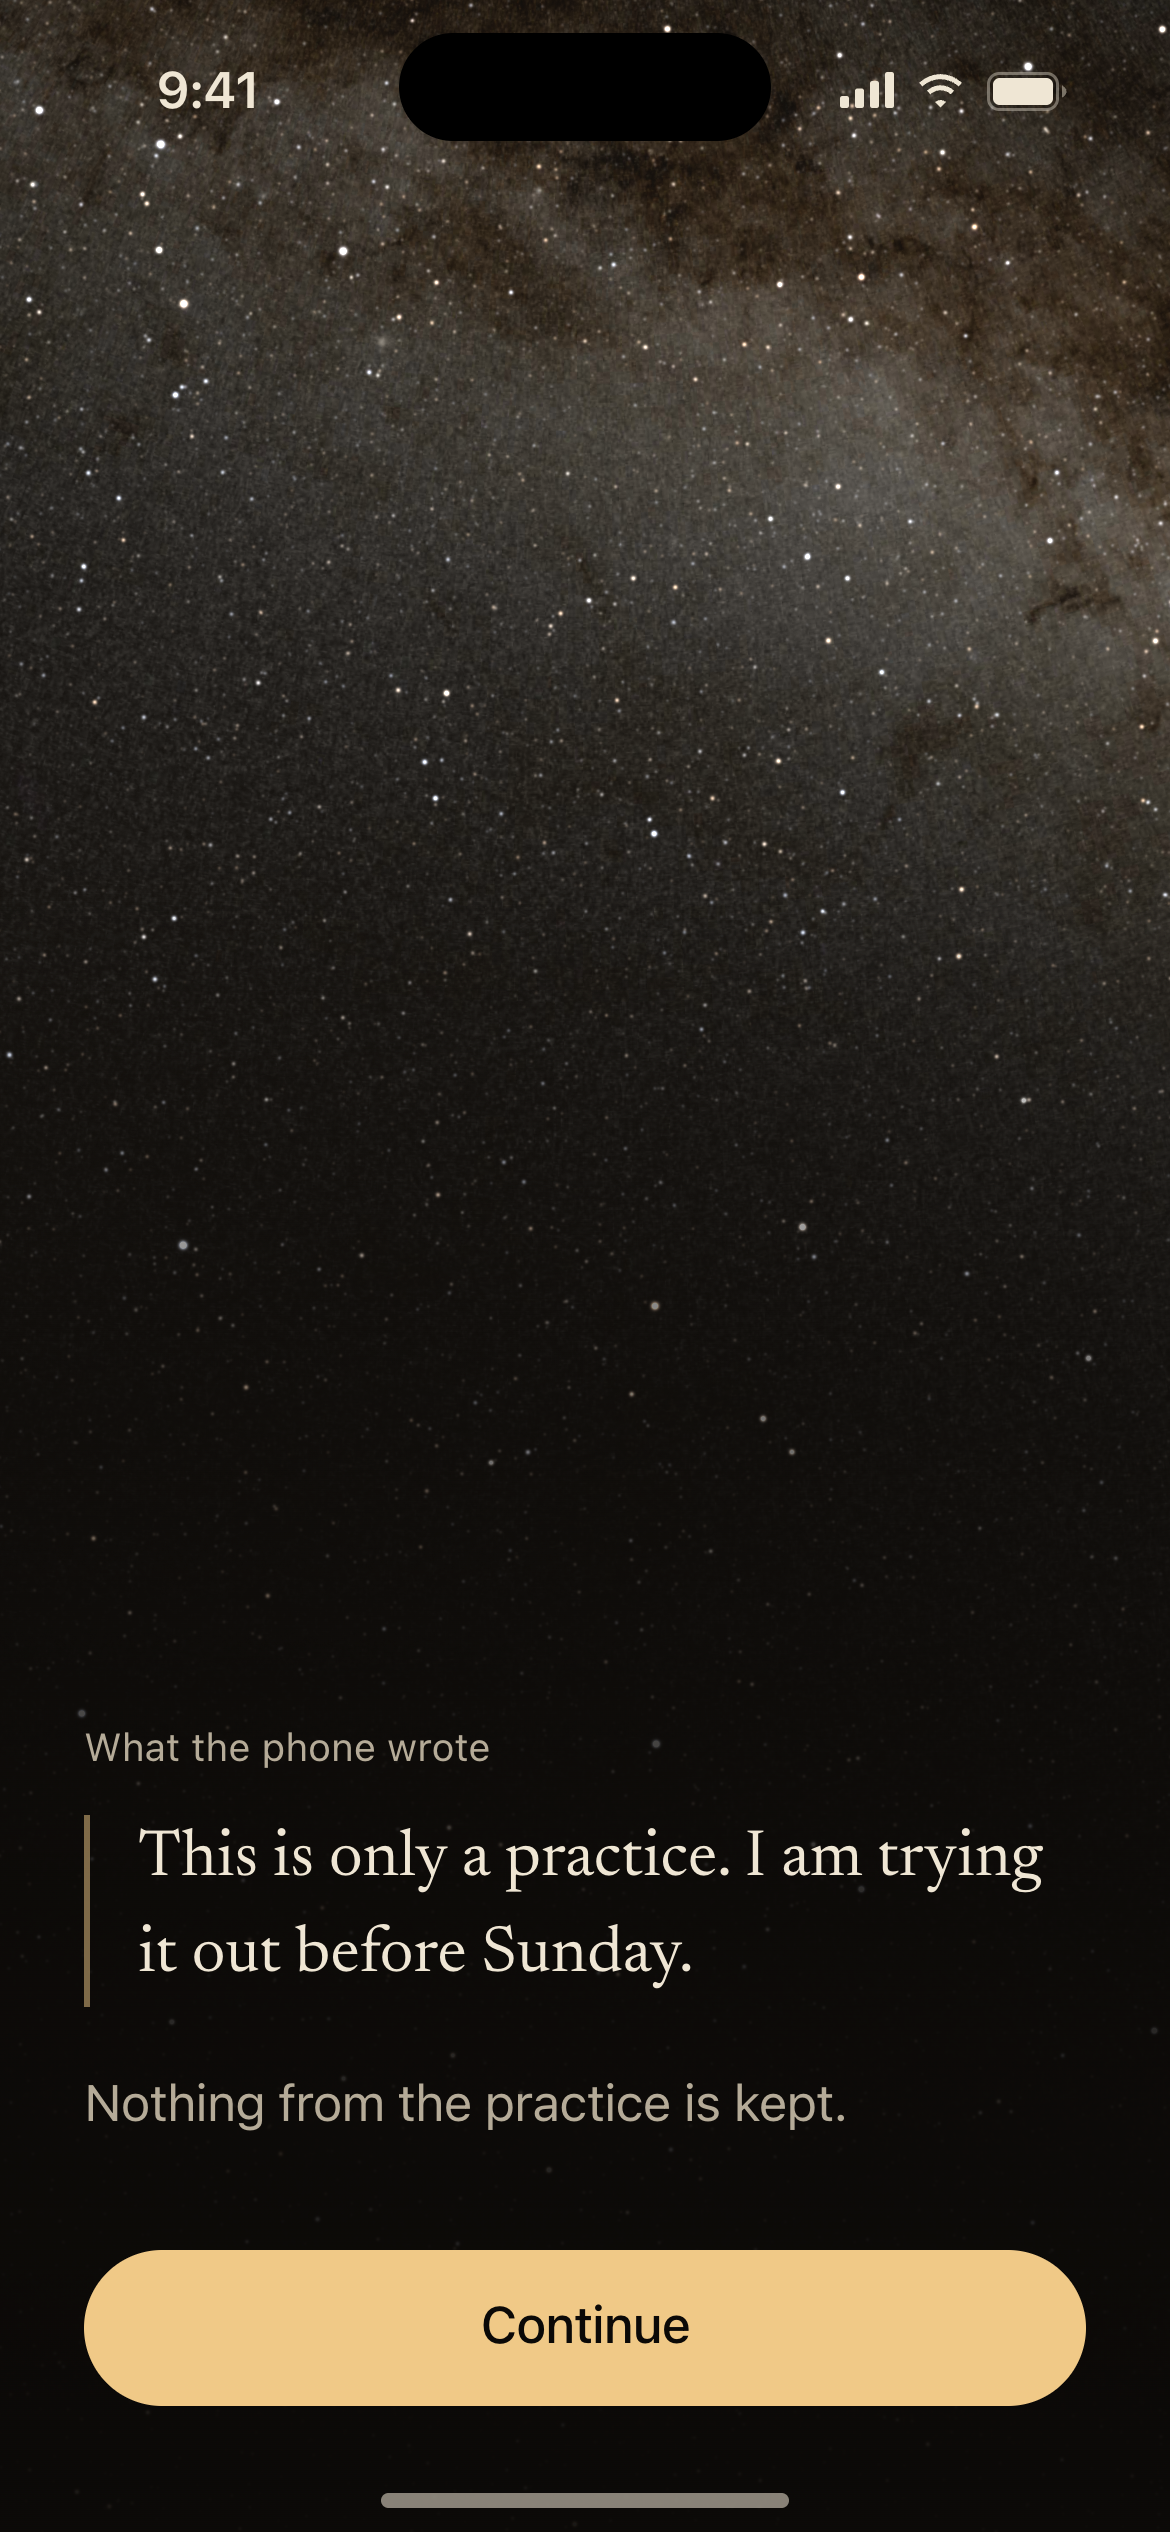 9:41
What the phone wrote
This is only a practice. I am trying
it out before Sunday.
Nothing from the practice is kept.
Continue